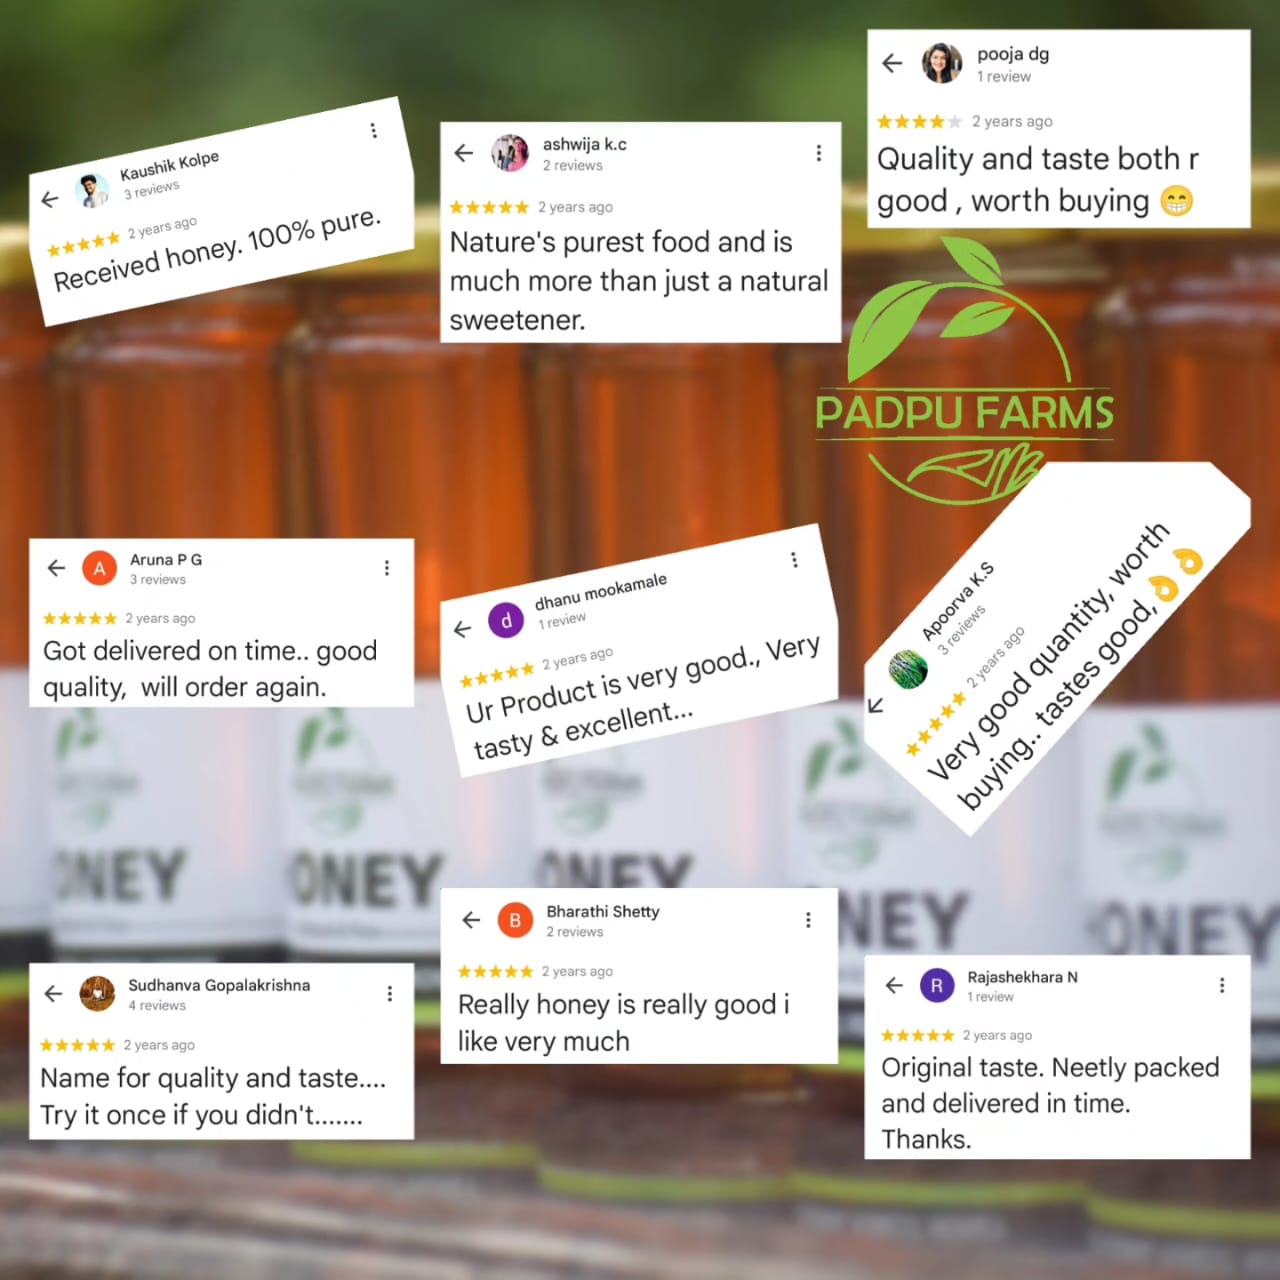 Kaushik Kolpe
3 reviews
2 years ago
Received honey. 100% pure.
ashwija k.c
2 reviews
2 years ago
Nature's purest food and is
much more than just a natural
sweetener.
pooja dg
1 review
2 years ago
Quality and taste both r
good , worth buying 😁
PADPU FARMS
Aruna P G
A
3 reviews
2 years ago
Got delivered on time.. good
quality, will order again.
dhanu mookamale
d
1 review
2 years ago
Ur Product is very good., Very
tasty & excellent...
Apoorva K.S
3 reviews
2 years ago
Very good quantity, worth
buying.. tastes good, 👌👌
ONEY
ONEY
ONEY
NEY
ONEY
Sudhanva Gopalakrishna
4 reviews
2 years ago
Name for quality and taste....
Try it once if you didn't.......
Bharathi Shetty
B
2 reviews
2 years ago
Really honey is really good i
like very much
Rajashekhara N
R
1 review
2 years ago
Original taste. Neetly packed
and delivered in time.
Thanks.